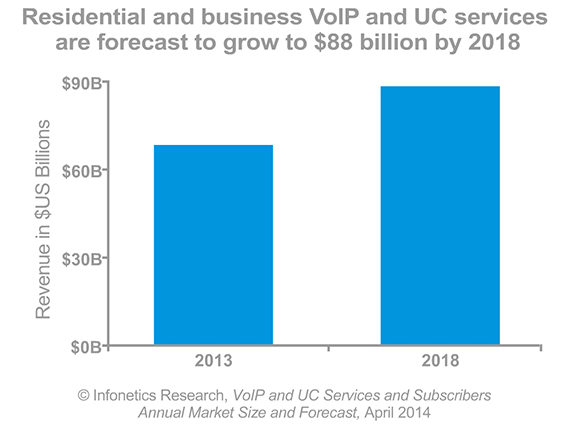 Residential and business VoIP and UC services
are forecast to grow to $88 billion by 2018
$90B
$60B
$30B
$0B
Revenue in $US Billions
2013
2018
© Infonetics Research, VoIP and UC Services and Subscribers
Annual Market Size and Forecast, April 2014